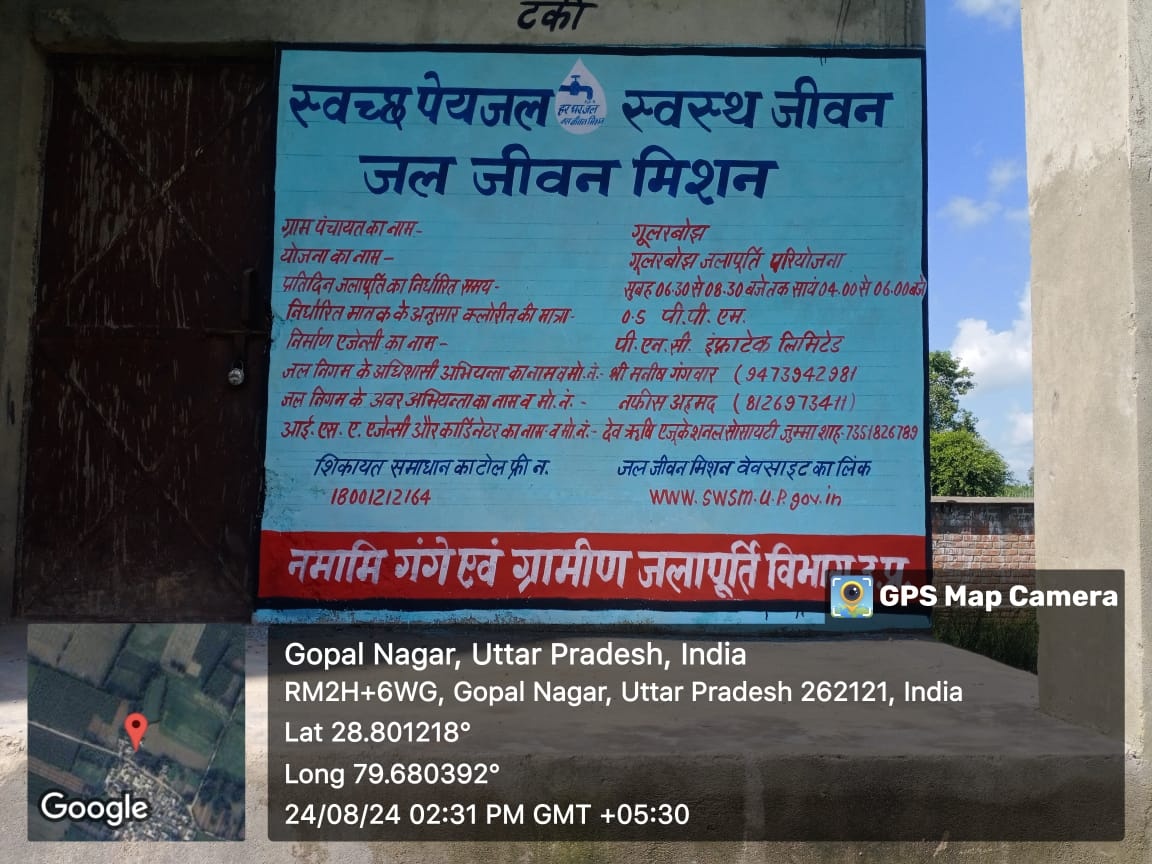 टंकी
स्वच्छ पेयजल स्वस्थ जीवन
हर घर जल
जल जीवन मिशन
जल जीवन मिशन
ग्राम पंचायत का नाम- गूलरबोझ
योजना का नाम- गूलरबोझ जलापूर्ति परियोजना
प्रतिदिन जलापूर्ति का निर्धारित समय- सुबह 06.30 से 08.30 बजे तक सायं 04.00 से 06.00 बजे
निर्धारित मानक के अनुसार क्लोरीन की मात्रा- 0.5 पी.पी. एम.
निर्माण एजेन्सी का नाम- पी.एन.सी. इंफ्राटेक लिमिटेड
जल निगम के अधिशासी अभियन्ता का नाम व मो.नं.- श्री मनीष गंगवार (9473942981
जल निगम के अवर अभियन्ता का नाम व मो.नं.- नफीस अहमद (8126973411)
आई.एस.ए. एजेन्सी और कार्डिनेटर का नाम व मो.नं.- देव ऋषि एजूकेशनल सोसायटी जुम्मा शाह-7351826789
शिकायत समाधान का टोल फ्री न. जल जीवन मिशन वेवसाइट का लिंक
18001212164 www.swsm.u.p.gov.in
नमामि गंगे एवं ग्रामीण जलापूर्ति विभाग उ.प्र.
GPS Map Camera
Gopal Nagar, Uttar Pradesh, India
RM2H+6WG, Gopal Nagar, Uttar Pradesh 262121, India
Lat 28.801218°
Long 79.680392°
24/08/24 02:31 PM GMT +05:30
Google